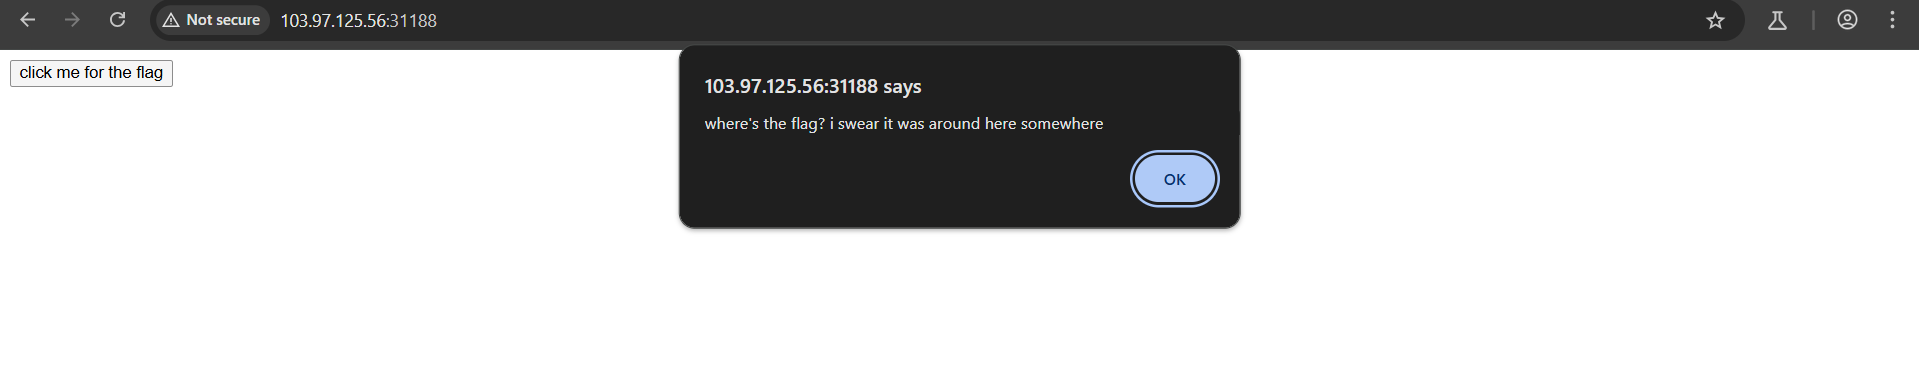 Not secure
103.97.125.56:31188
click me for the flag
103.97.125.56:31188 says
where's the flag? i swear it was around here somewhere
OK